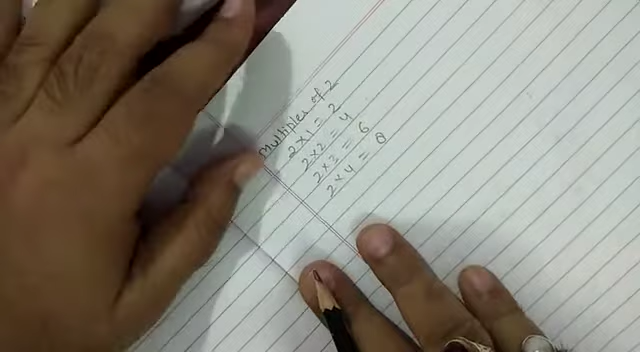 Multiples of 2
2 × 1 = 2
2 × 2 = 4
2 × 3 = 6
2 × 4 = 8